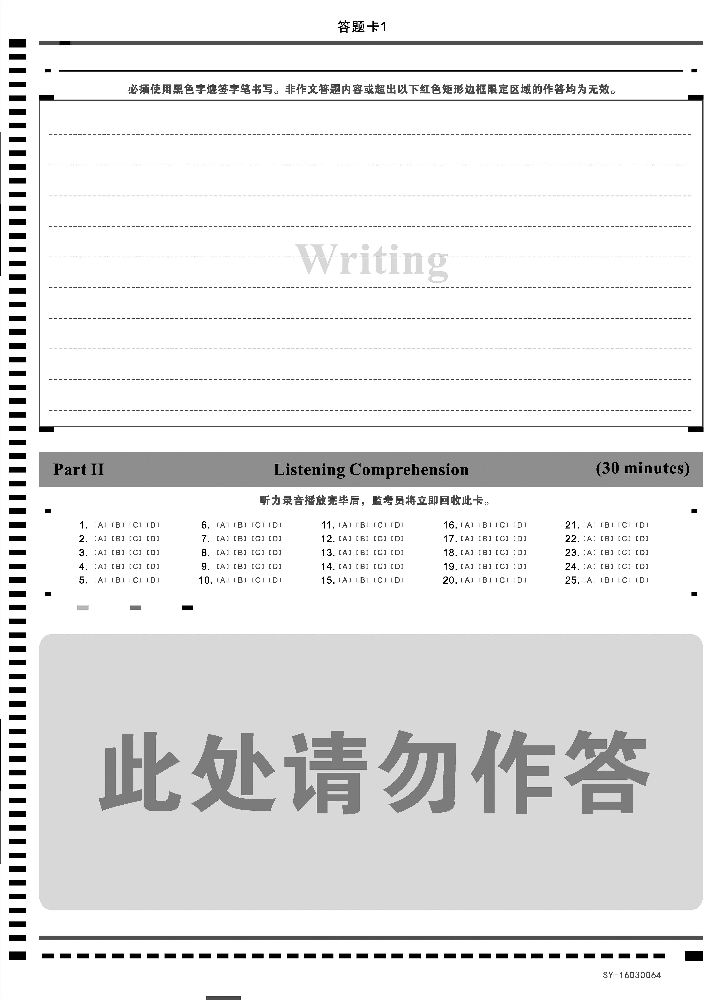 答题卡1
必须使用黑色字迹签字笔书写。非作文答题内容或超出以下红色矩形边框限定区域的作答均为无效。
Writing
Part II Listening Comprehension (30 minutes)
听力录音播放完毕后，监考员将立即回收此卡。
1. [A] [B] [C] [D] 6. [A] [B] [C] [D] 11. [A] [B] [C] [D] 16. [A] [B] [C] [D] 21. [A] [B] [C] [D]
2. [A] [B] [C] [D] 7. [A] [B] [C] [D] 12. [A] [B] [C] [D] 17. [A] [B] [C] [D] 22. [A] [B] [C] [D]
3. [A] [B] [C] [D] 8. [A] [B] [C] [D] 13. [A] [B] [C] [D] 18. [A] [B] [C] [D] 23. [A] [B] [C] [D]
4. [A] [B] [C] [D] 9. [A] [B] [C] [D] 14. [A] [B] [C] [D] 19. [A] [B] [C] [D] 24. [A] [B] [C] [D]
5. [A] [B] [C] [D] 10. [A] [B] [C] [D] 15. [A] [B] [C] [D] 20. [A] [B] [C] [D] 25. [A] [B] [C] [D]
此处请勿作答
SY-16030064